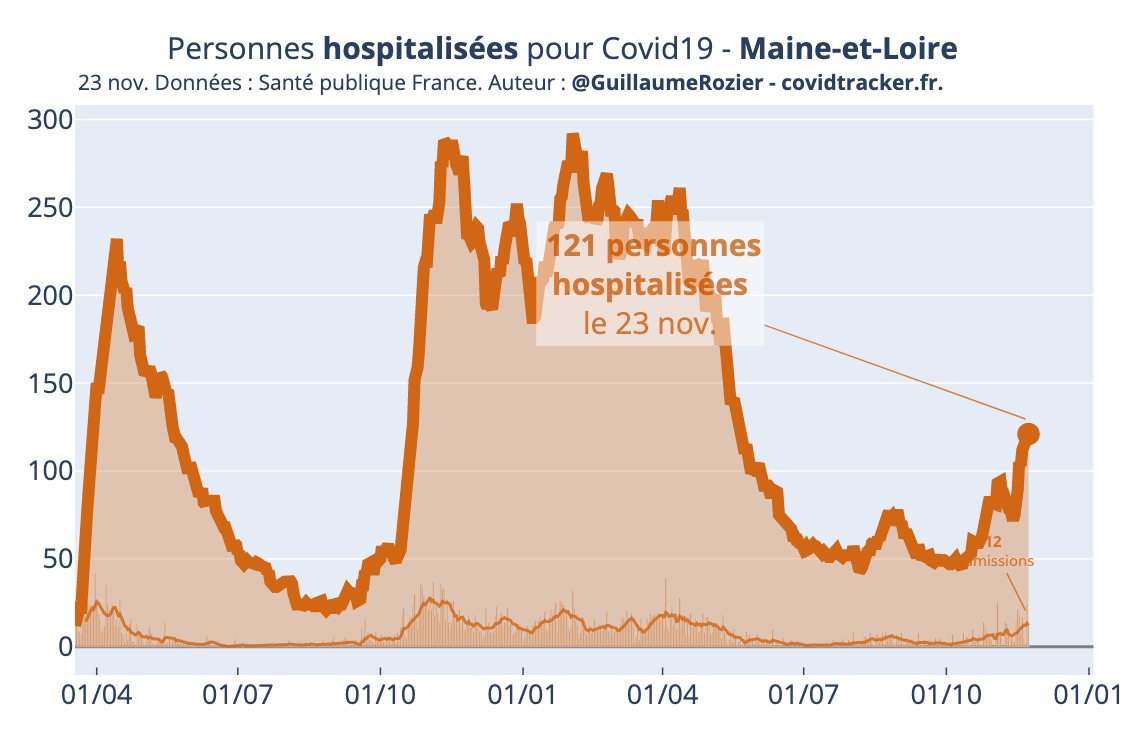 Personnes hospitalisées pour Covid19 - Maine-et-Loire
23 nov. Données : Santé publique France. Auteur : @GuillaumeRozier - covidtracker.fr.
300
250
121 personnes
hospitalisées
200
le 23 nov.
150
100
12
50
admissions
0
01/04 01/07 01/10 01/01 01/04 01/07 01/10 01/01